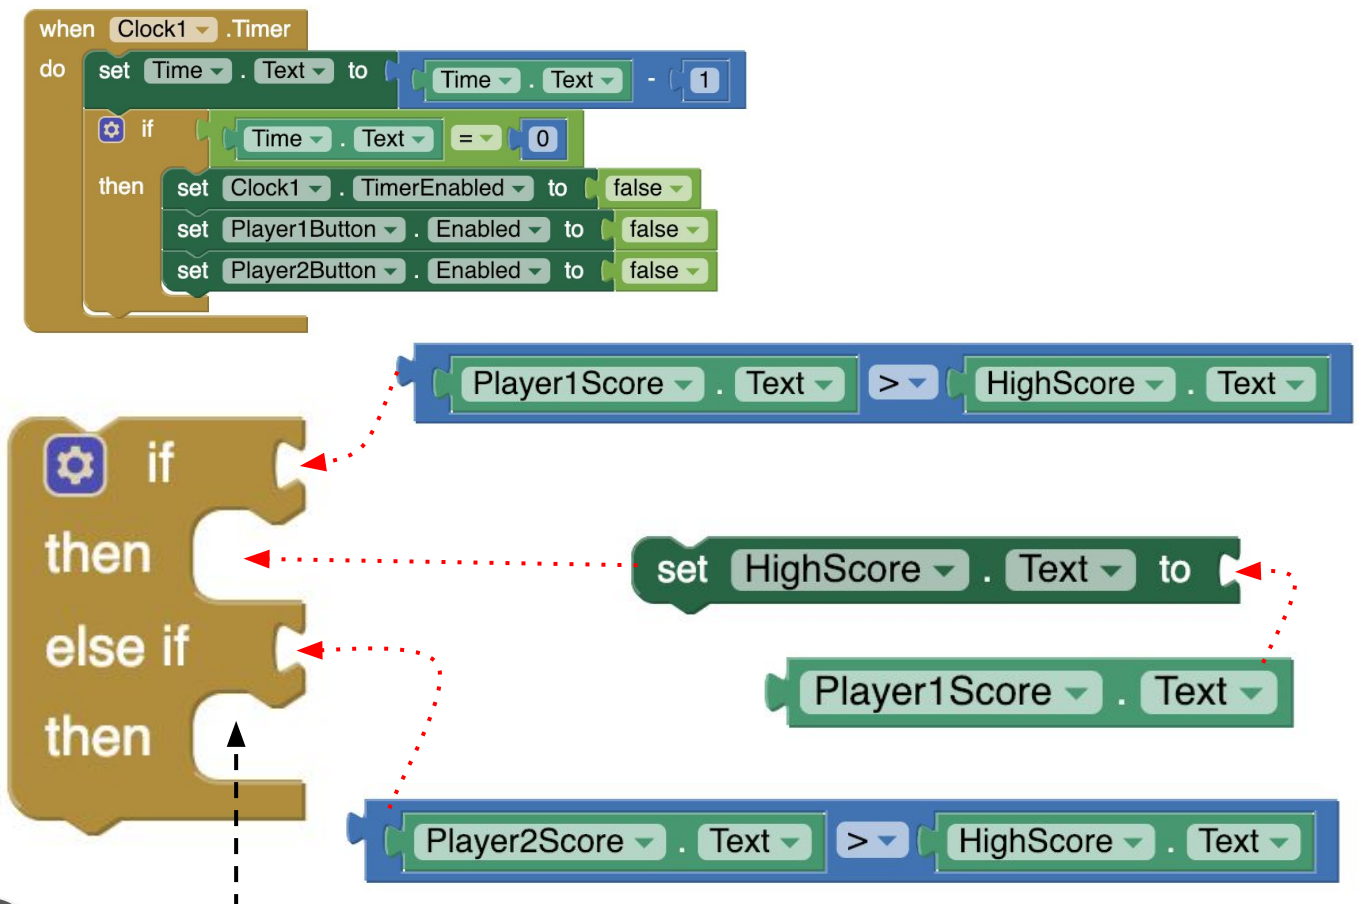 when Clock1 .Timer
do set Time . Text to Time . Text - 1
if Time . Text = 0
then set Clock1 . TimerEnabled to false
set Player1Button . Enabled to false
set Player2Button . Enabled to false
Player1Score . Text > HighScore . Text
if
then
set HighScore . Text to
else if
Player1Score . Text
then
Player2Score . Text > HighScore . Text